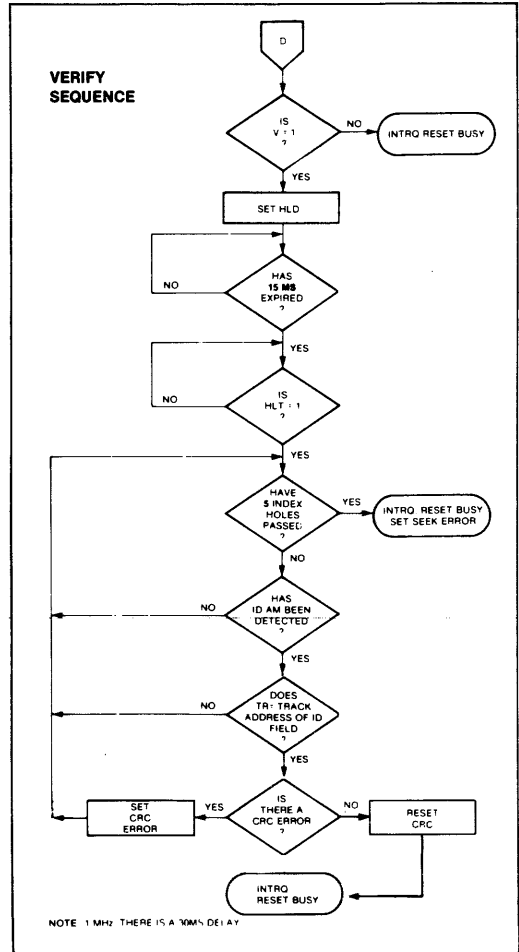 D
VERIFY
SEQUENCE
IS
V = 1
?
NO
INTRQ RESET BUSY
YES
SET HLD
HAS
15 MS
EXPIRED
?
NO
YES
IS
HLT = 1
?
NO
YES
HAVE
5 INDEX
HOLES
PASSED
?
YES
INTRQ RESET BUSY
SET SEEK ERROR
NO
HAS
ID AM BEEN
DETECTED
?
NO
YES
DOES
TR = TRACK
ADDRESS OF ID
FIELD
?
NO
YES
IS
THERE A
CRC ERROR
?
YES
SET
CRC
ERROR
NO
RESET
CRC
INTRQ
RESET BUSY
NOTE 1 MHz THERE IS A 30MS DELAY